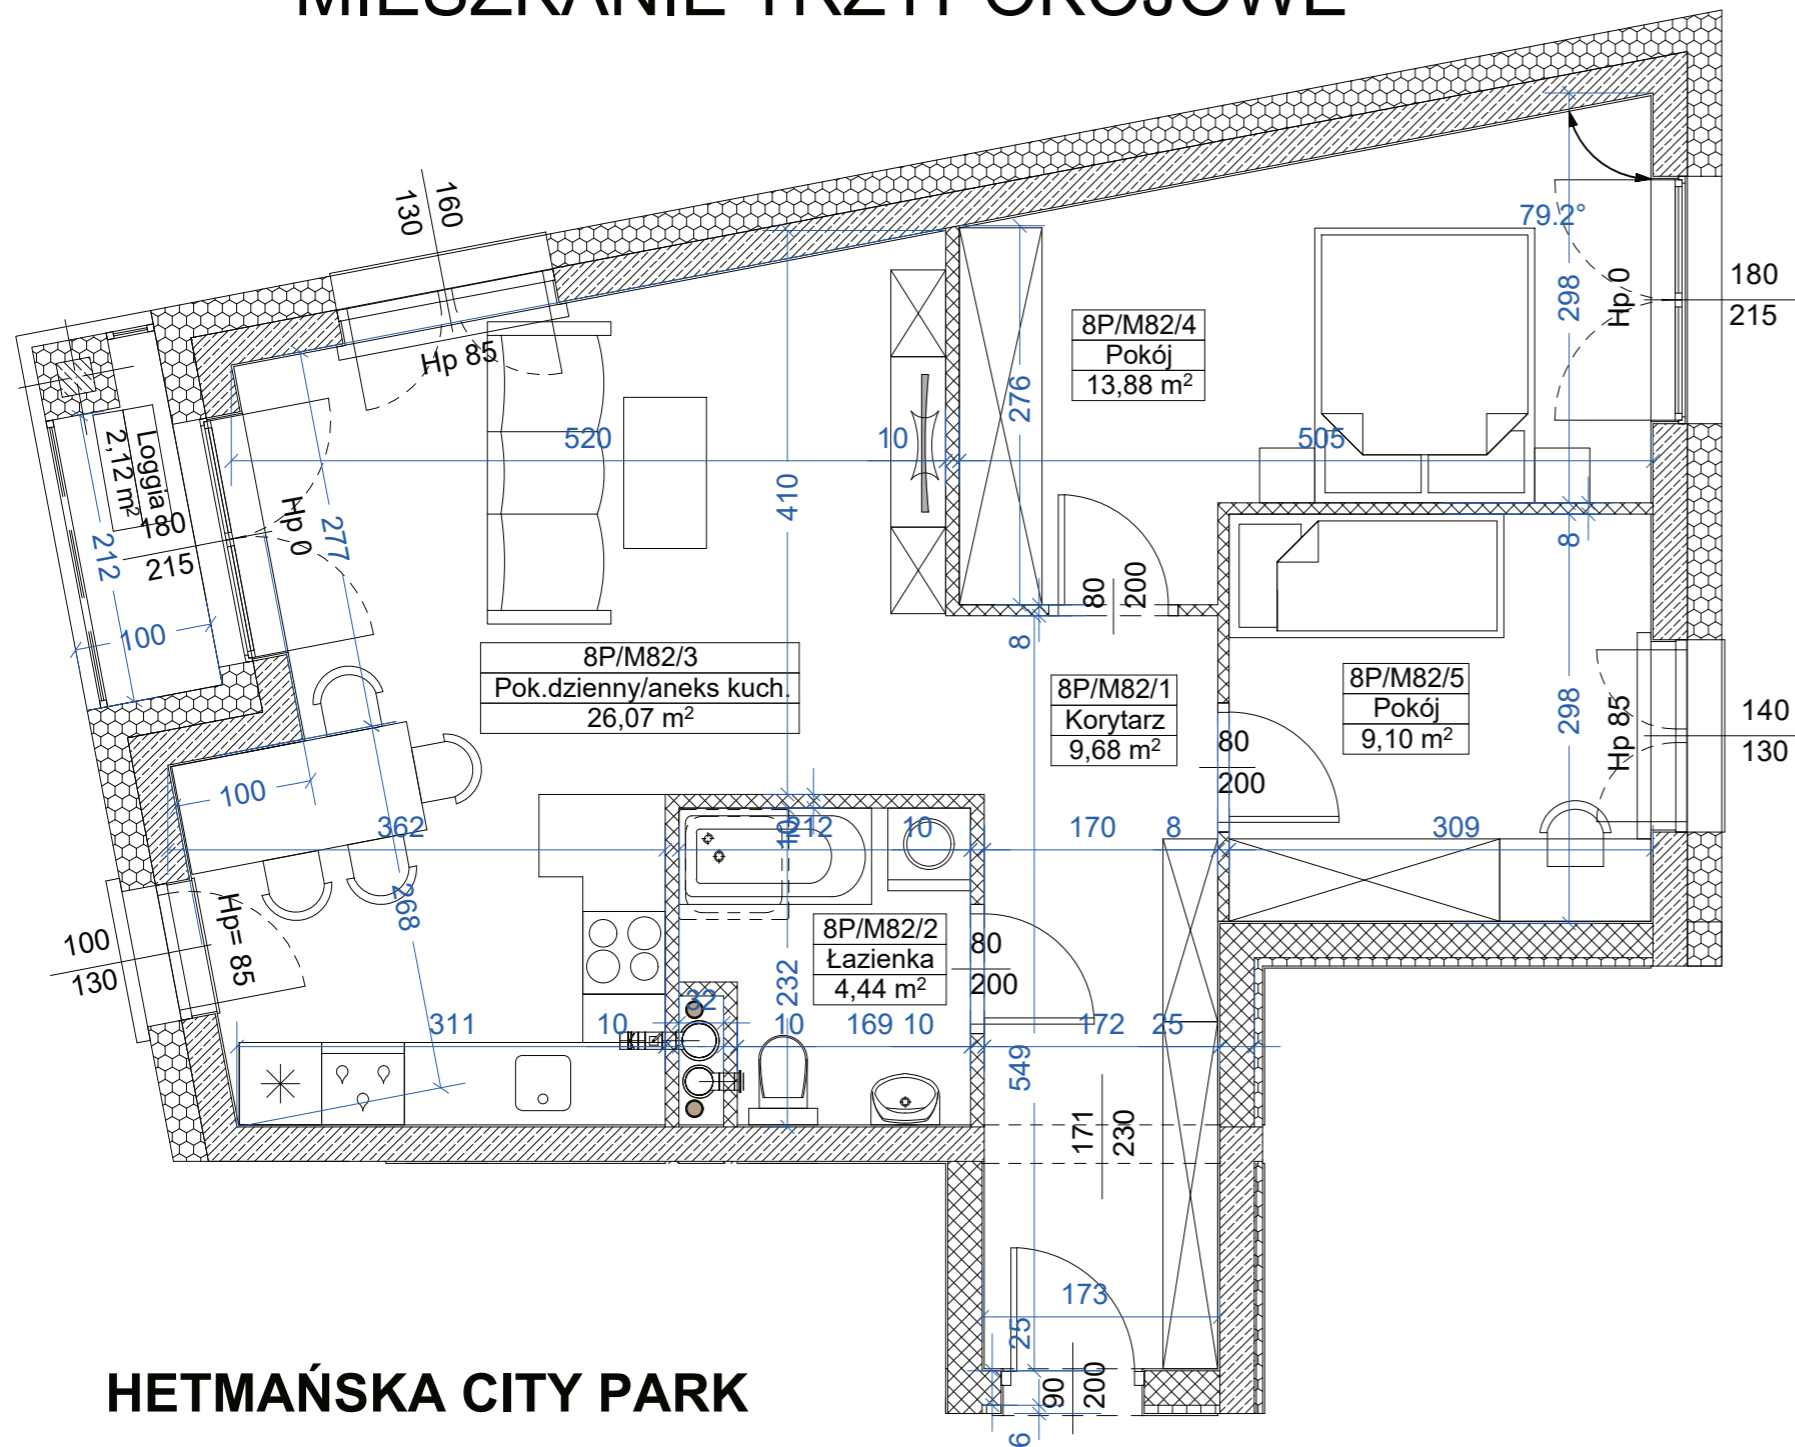 MIESZKANIE TRZYPOKOJOWE
160
130
Hp 85
79.2°
298
Hp 0
180
215
8P/M82/4
Pokój
13,88 m²
276
520
10
505
410
Loggia
2,12 m²
180
215
Hp 0
277
212
100
8
80
200
8
8P/M82/3
Pok.dzienny/aneks kuch.
26,07 m²
8P/M82/1
Korytarz
9,68 m²
8P/M82/5
Pokój
9,10 m²
298
Hp 85
140
130
80
200
100
362
10
212
10
170
8
309
268
Hp= 85
100
130
8P/M82/2
Łazienka
4,44 m²
80
200
232
32
311
10
10
169
10
172
25
549
171
230
173
25
90
200
6
HETMAŃSKA CITY PARK